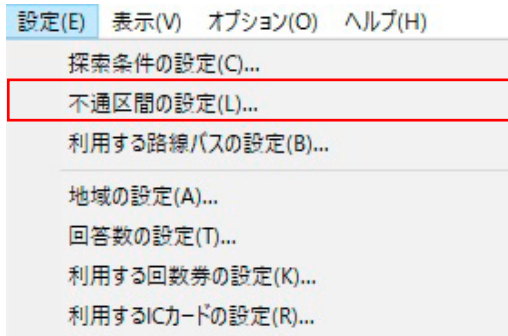 設定(E) 表示(V) オプション(O) ヘルプ(H)
探索条件の設定(C)...
不通区間の設定(L)...
利用する路線バスの設定(B)...
地域の設定(A)...
回答数の設定(T)...
利用する回数券の設定(K)...
利用するICカードの設定(R)...